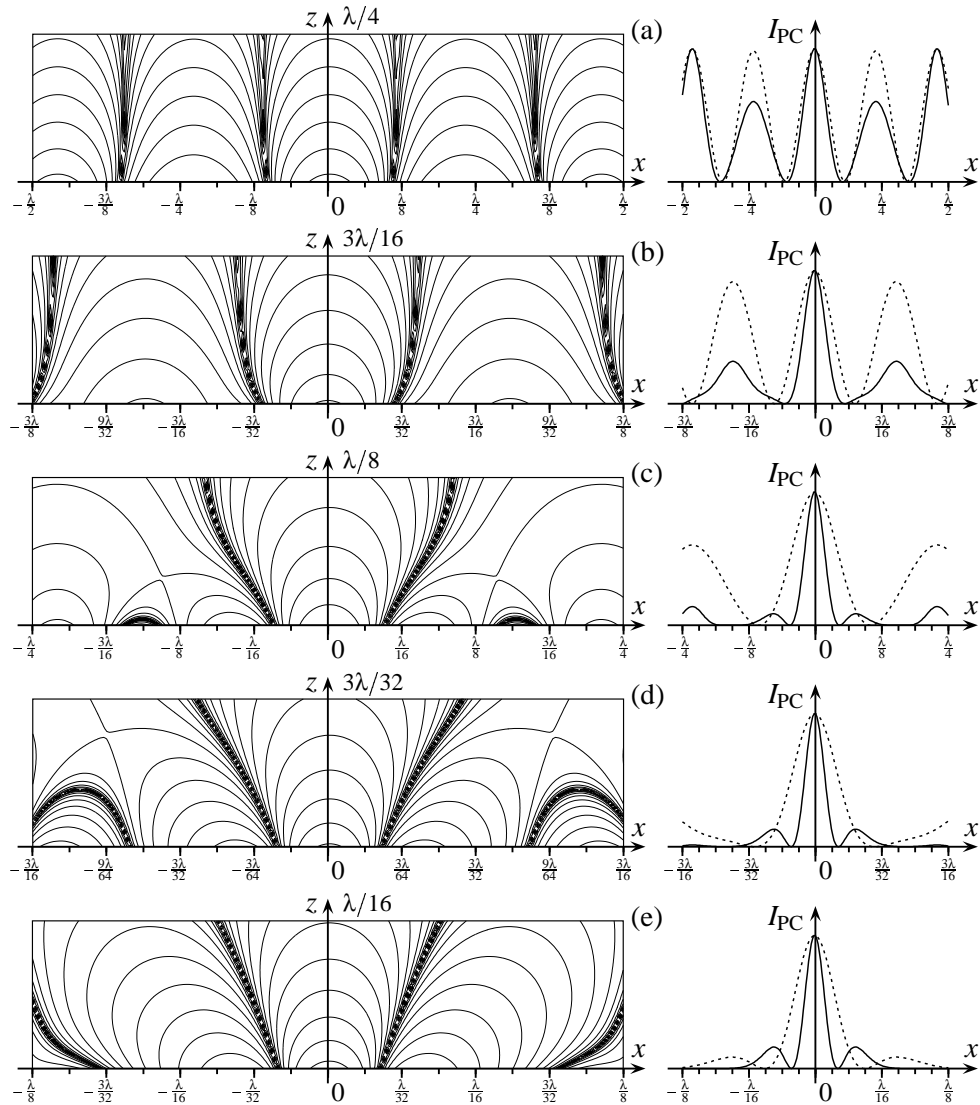 z λ/4 (a) I_PC
x x
−λ/2 −3λ/8 −λ/4 −λ/8 0 λ/8 λ/4 3λ/8 λ/2 −λ/2 −λ/4 0 λ/4 λ/2
z 3λ/16 (b) I_PC
x x
−3λ/8 −9λ/32 −3λ/16 −3λ/32 0 3λ/32 3λ/16 9λ/32 3λ/8 −3λ/8 −3λ/16 0 3λ/16 3λ/8
z λ/8 (c) I_PC
x x
−λ/4 −3λ/16 −λ/8 −λ/16 0 λ/16 λ/8 3λ/16 λ/4 −λ/4 −λ/8 0 λ/8 λ/4
z 3λ/32 (d) I_PC
x x
−3λ/16 −9λ/64 −3λ/32 −3λ/64 0 3λ/64 3λ/32 9λ/64 3λ/16 −3λ/16 −3λ/32 0 3λ/32 3λ/16
z λ/16 (e) I_PC
x x
−λ/8 −3λ/32 −λ/16 −λ/32 0 λ/32 λ/16 3λ/32 λ/8 −λ/8 −λ/16 0 λ/16 λ/8